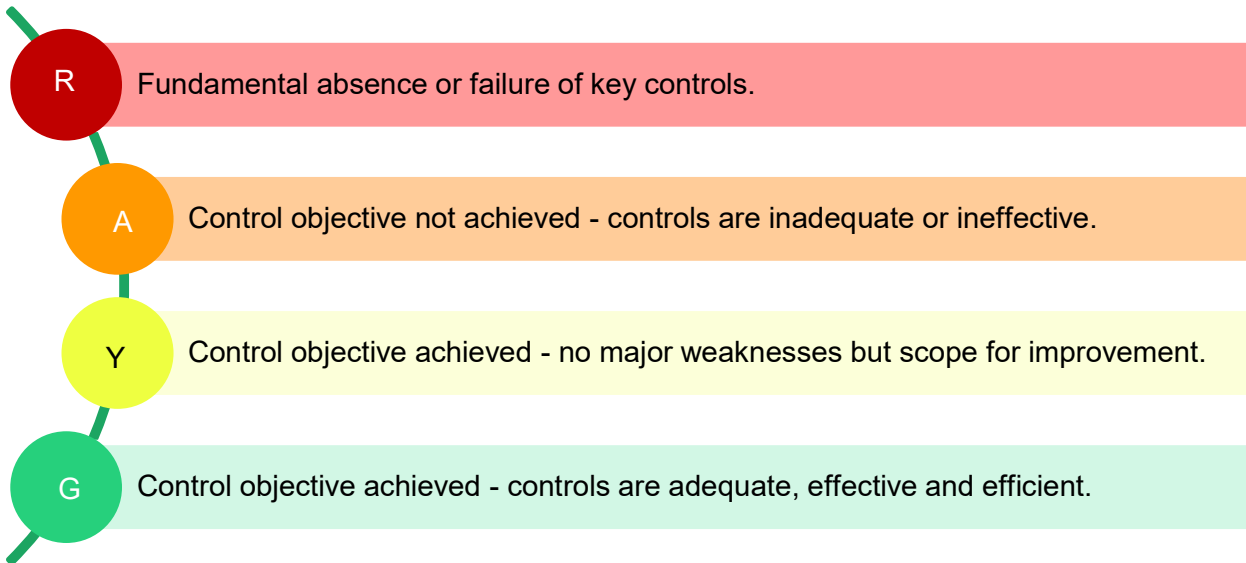 R
Fundamental absence or failure of key controls.
A
Control objective not achieved - controls are inadequate or ineffective.
Y
Control objective achieved - no major weaknesses but scope for improvement.
G
Control objective achieved - controls are adequate, effective and efficient.